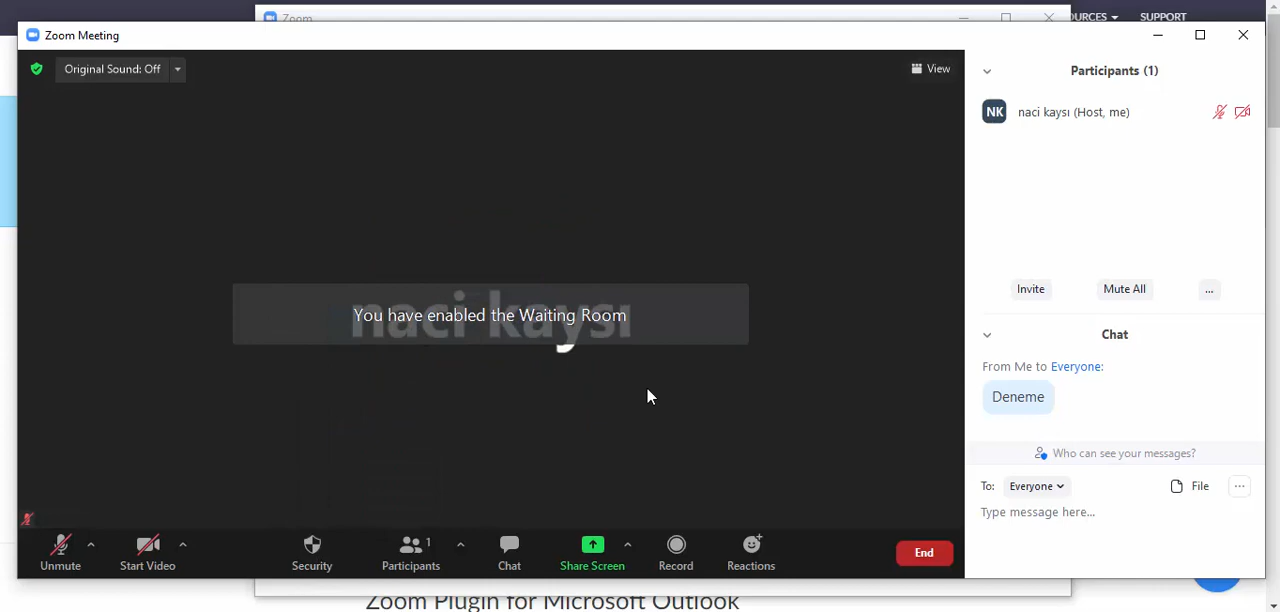 Zoom
OURCES
SUPPORT
Zoom Meeting
Original Sound: Off
View
Participants (1)
NK
naci kaysı (Host, me)
naci kaysı
You have enabled the Waiting Room
Invite
Mute All
...
Chat
From Me to Everyone:
Deneme
Who can see your messages?
To: Everyone
File
...
Type message here...
1
Unmute
Start Video
Security
Participants
Chat
Share Screen
Record
Reactions
End
Zoom Plugin for Microsoft Outlook